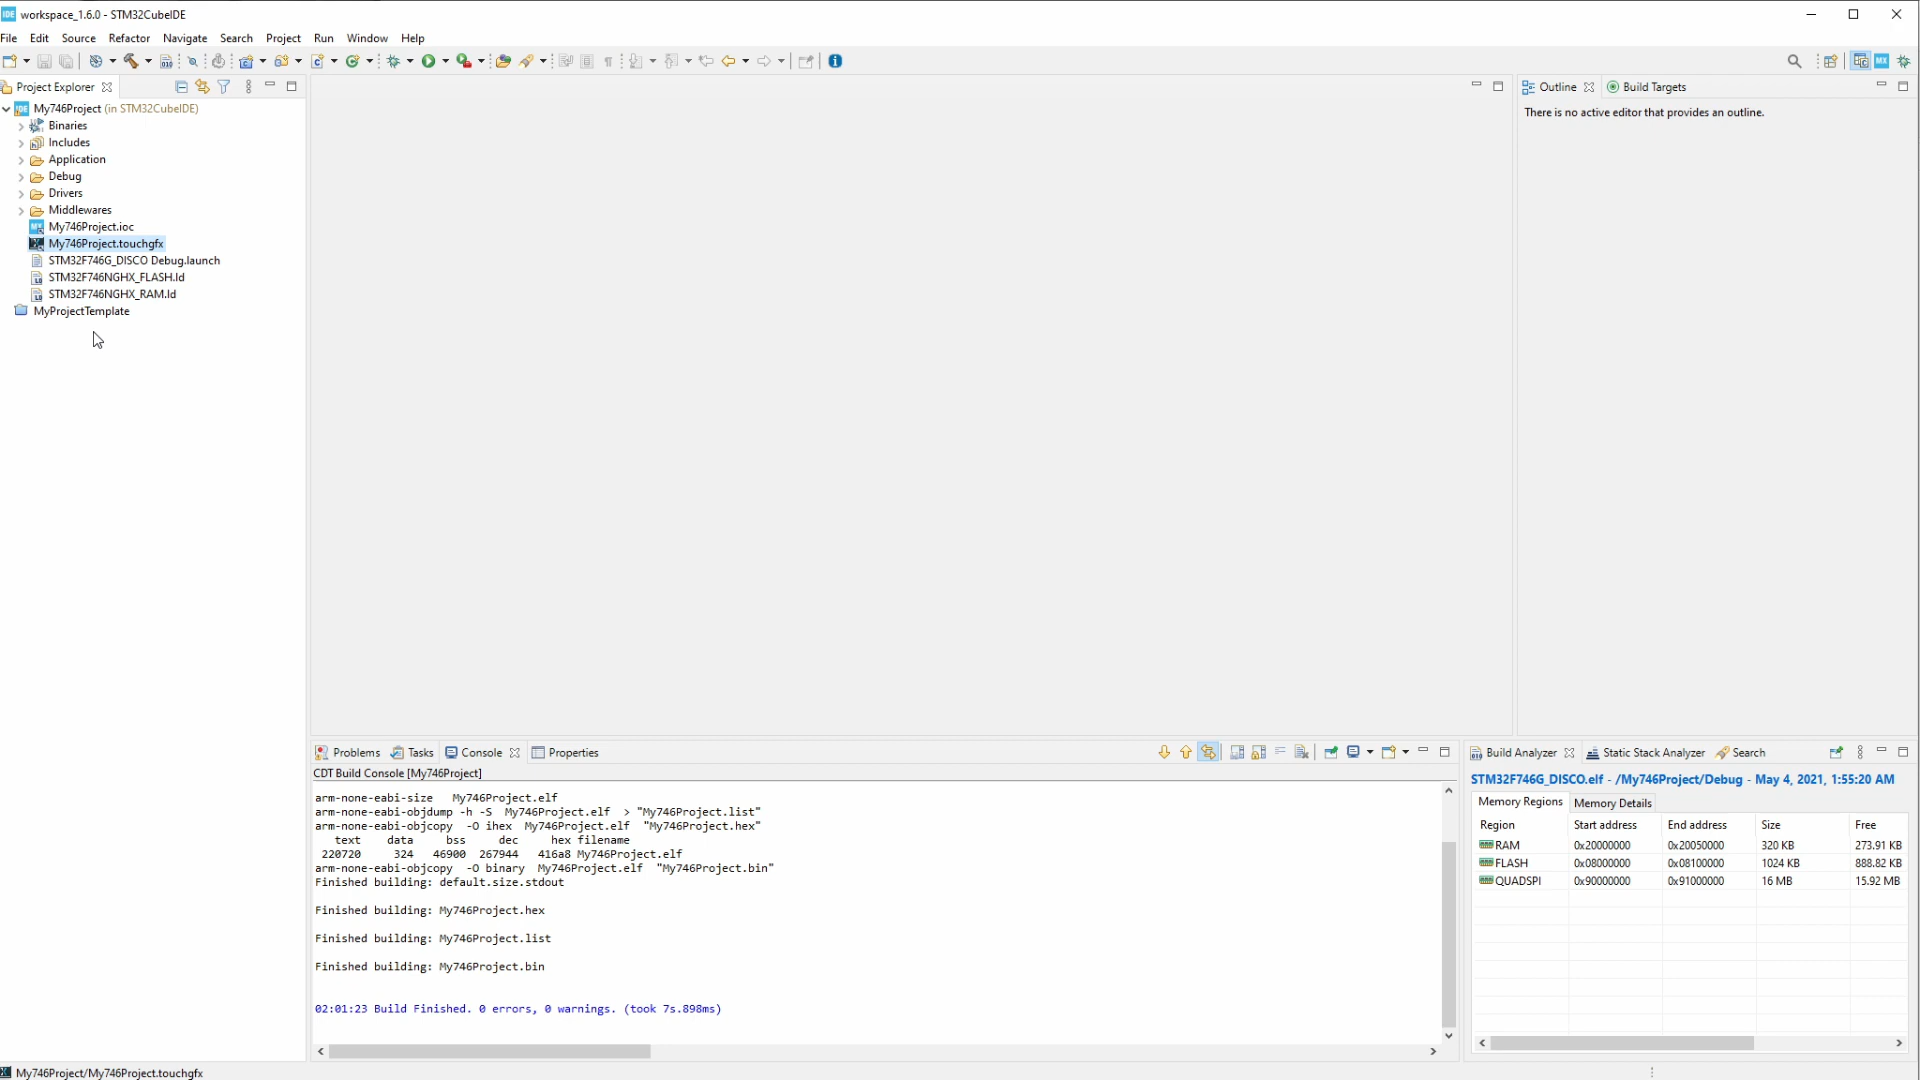 IDE workspace_1.6.0 - STM32CubeIDE
File Edit Source Refactor Navigate Search Project Run Window Help
Project Explorer
My746Project (in STM32CubeIDE)
Binaries
Includes
Application
Debug
Drivers
Middlewares
My746Project.ioc
My746Project.touchgfx
STM32F746G_DISCO Debug.launch
STM32F746NGHX_FLASH.ld
STM32F746NGHX_RAM.ld
MyProjectTemplate
Outline Build Targets
There is no active editor that provides an outline.
Problems Tasks Console Properties
CDT Build Console [My746Project]
arm-none-eabi-size My746Project.elf
arm-none-eabi-objdump -h -S My746Project.elf > "My746Project.list"
arm-none-eabi-objcopy -O ihex My746Project.elf "My746Project.hex"
text data bss dec hex filename
220720 324 46900 267944 416a8 My746Project.elf
arm-none-eabi-objcopy -O binary My746Project.elf "My746Project.bin"
Finished building: default.size.stdout
Finished building: My746Project.hex
Finished building: My746Project.list
Finished building: My746Project.bin
02:01:23 Build Finished. 0 errors, 0 warnings. (took 7s.898ms)
Build Analyzer Static Stack Analyzer Search
STM32F746G_DISCO.elf - /My746Project/Debug - May 4, 2021, 1:55:20 AM
Memory Regions Memory Details
Region Start address End address Size Free
RAM 0x20000000 0x20050000 320 KB 273.91 KB
FLASH 0x08000000 0x08100000 1024 KB 888.82 KB
QUADSPI 0x90000000 0x91000000 16 MB 15.92 MB
My746Project/My746Project.touchgfx